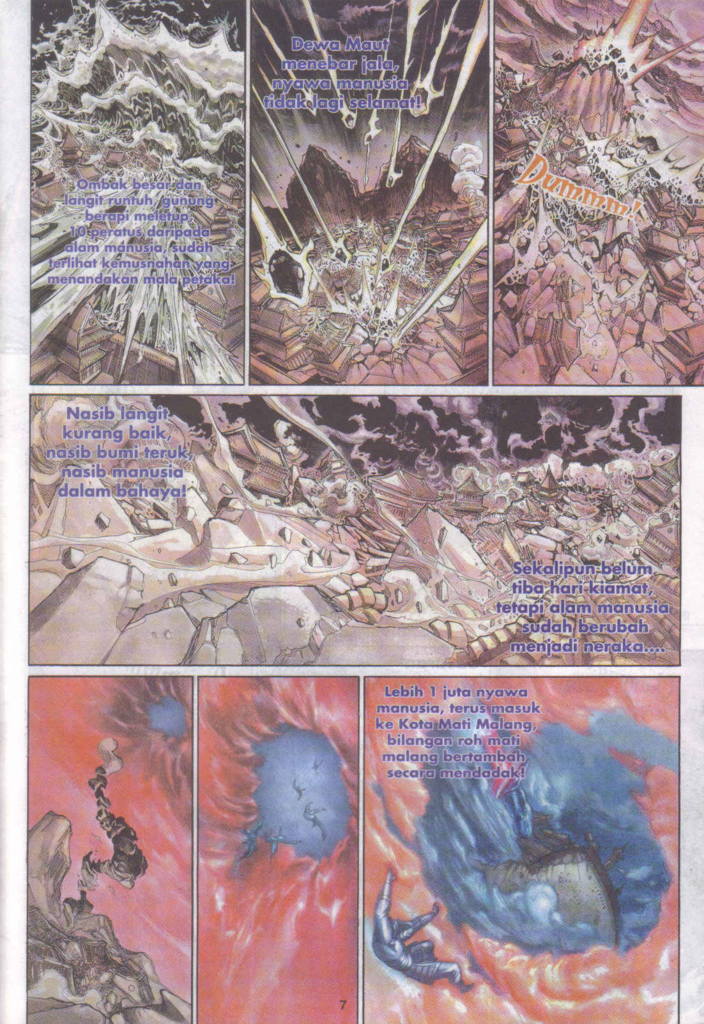 Ombak besar dan
langit runtuh, gunung
berapi meletup,
10 peratus daripada
alam manusia, sudah
terlihat kemusnahan yang
menandakan mala petaka!
Dewa Maut
menebar jala,
nyawa manusia
tidak lagi selamat!
Dummm!
Nasib langit
kurang baik,
nasib bumi teruk,
nasib manusia
dalam bahaya!
Sekalipun belum
tiba hari kiamat,
tetapi alam manusia
sudah berubah
menjadi neraka....
Lebih 1 juta nyawa
manusia, terus masuk
ke Kota Mati Malang,
bilangan roh mati
malang bertambah
secara mendadak!
7